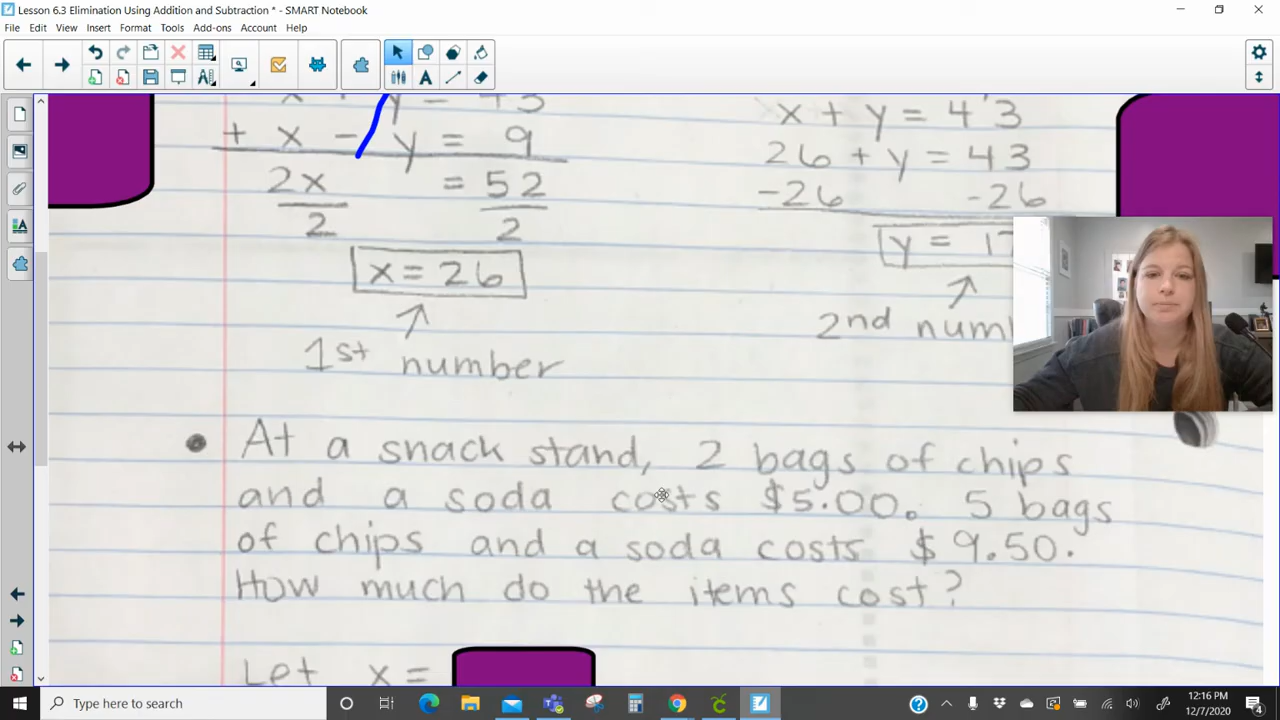 Lesson 6.3 Elimination Using Addition and Subtraction * - SMART Notebook
File Edit View Insert Format Tools Add-ons Account Help
+ x - y = 9
2x = 52
2 2
x = 26
1st number
x + y = 43
26 + y = 43
-26 -26
y = 17
2nd
• At a snack stand, 2 bags of chips
and a soda costs $5.00. 5 bags
of chips and a soda costs $9.50.
How much do the items cost?
Let x =
Type here to search
12:16 PM
12/7/2020
4